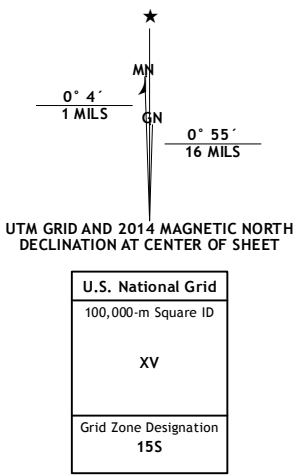 ★
MN
0° 4´
1 MILS
GN
0° 55´
16 MILS
UTM GRID AND 2014 MAGNETIC NORTH
DECLINATION AT CENTER OF SHEET
U.S. National Grid
100,000-m Square ID
XV
Grid Zone Designation
15S